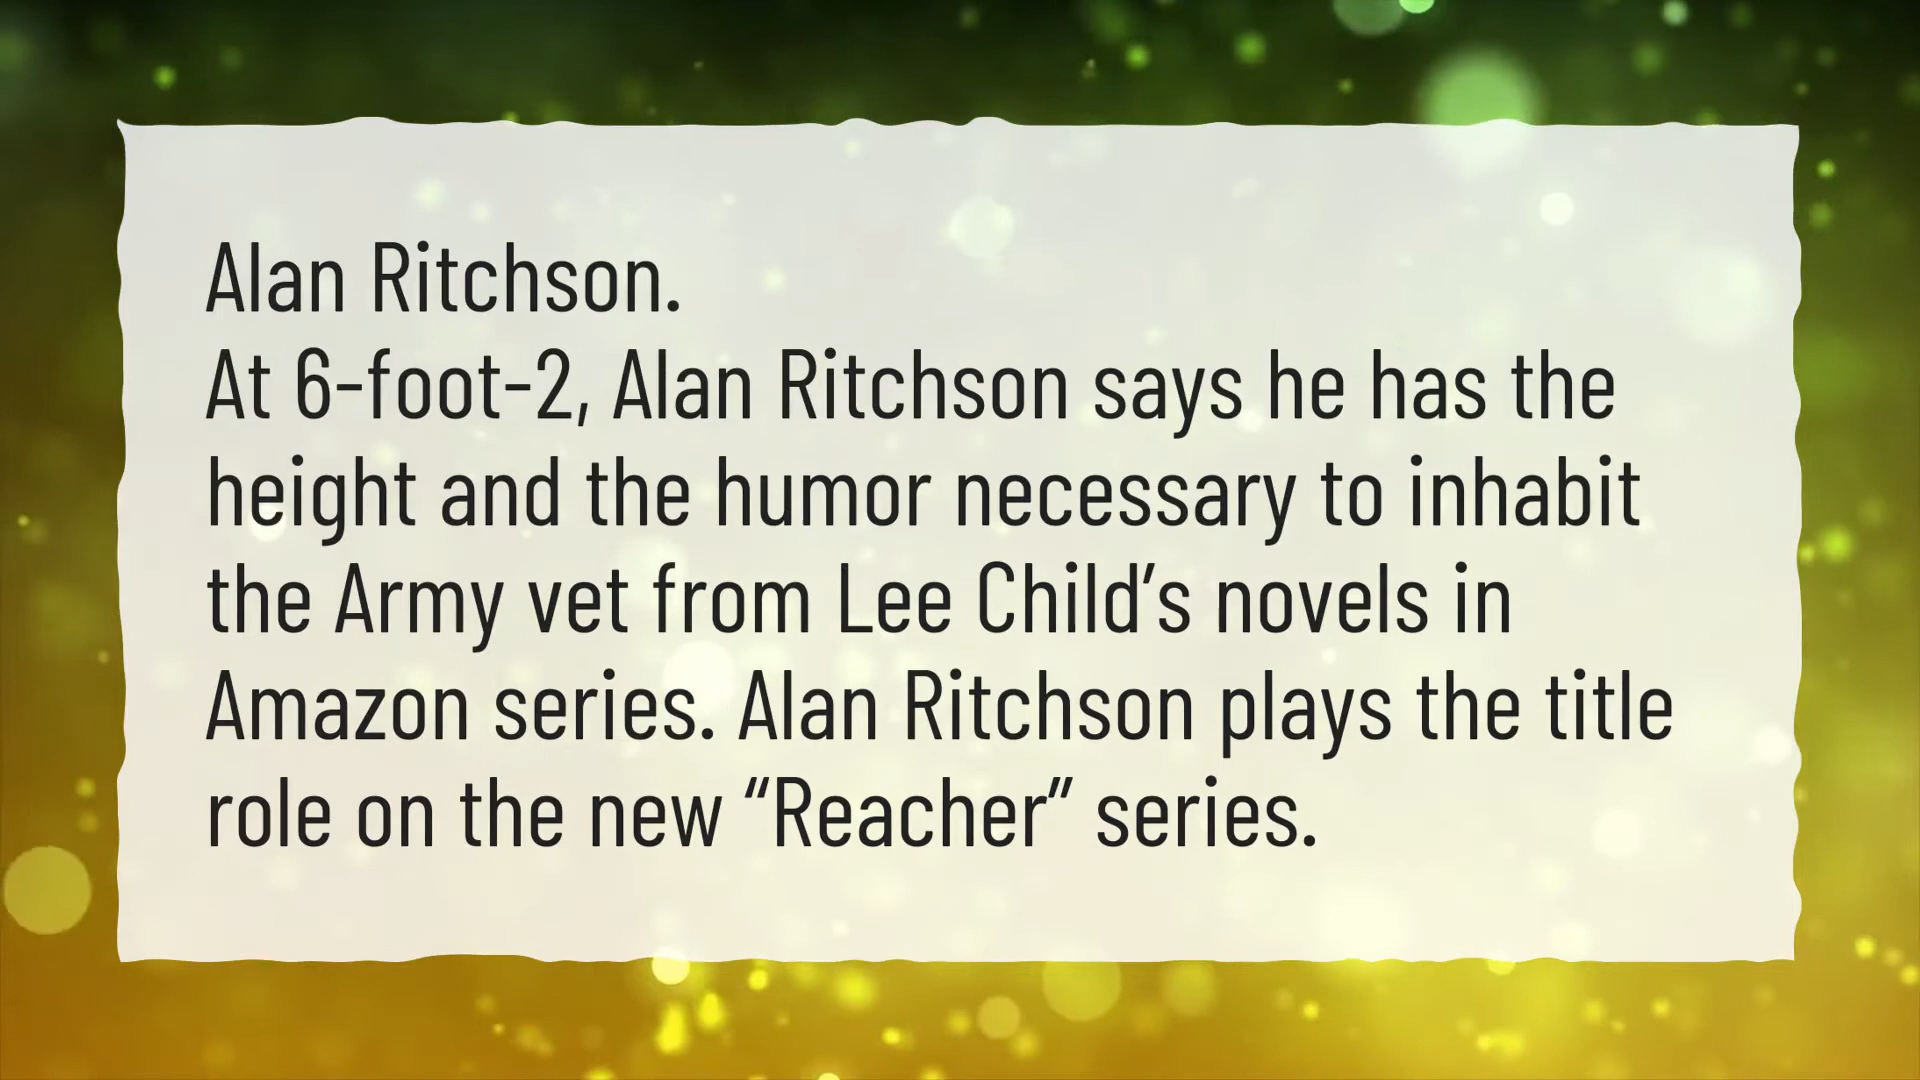 Alan Ritchson.
At 6-foot-2, Alan Ritchson says he has the
height and the humor necessary to inhabit
the Army vet from Lee Child’s novels in
Amazon series. Alan Ritchson plays the title
role on the new “Reacher” series.